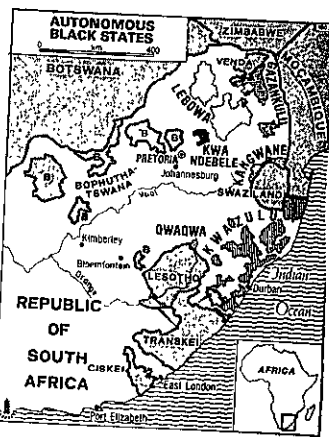 AUTONOMOUS
BLACK STATES
0 km 400
ZIMBABWE
BOTSWANA
MOÇAMBIQUE
VENDA
GAZANKULU
LEBOWA
B B
KWA
NDEBELE
PRETORIA
Johannesburg
KANGWANE
B
B
BOPHUTHA-
TSWANA
SWAZILAND
Vaal
B
QWAQWA
KWAZULU
Kimberley
B
Bloemfontein
LESOTHO
Orange
Indian
Ocean
Durban
REPUBLIC
OF
SOUTH
AFRICA
TRANSKEI
CISKEI
East London
Port Elizabeth
AFRICA